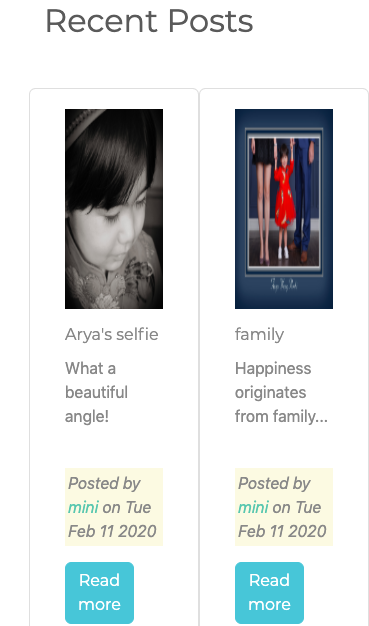 Recent Posts
Arya's selfie
What a
beautiful
angle!
Posted by
mini on Tue
Feb 11 2020
Read
more
family
Happiness
originates
from family...
Posted by
mini on Tue
Feb 11 2020
Read
more